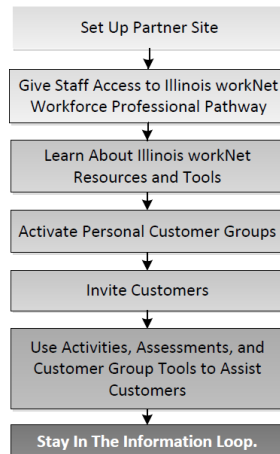 Set Up Partner Site
Give Staff Access to Illinois workNet
Workforce Professional Pathway
Learn About Illinois workNet
Resources and Tools
Activate Personal Customer Groups
Invite Customers
Use Activities, Assessments, and
Customer Group Tools to Assist
Customers
Stay In The Information Loop.